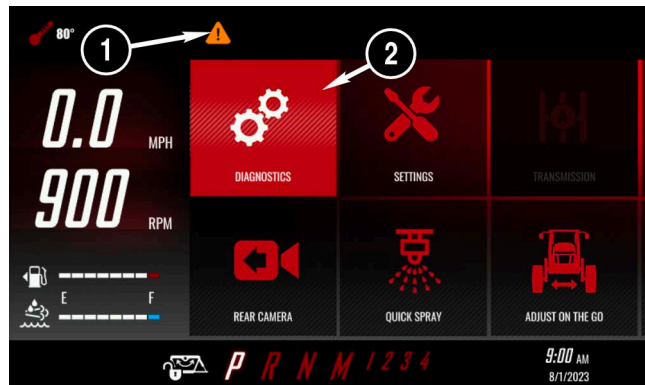 80°
1
2
0.0 MPH
900 RPM
E F
DIAGNOSTICS
SETTINGS
TRANSMISSION
REAR CAMERA
QUICK SPRAY
ADJUST ON THE GO
P R N M 1 2 3 4
9:00 AM
8/1/2023